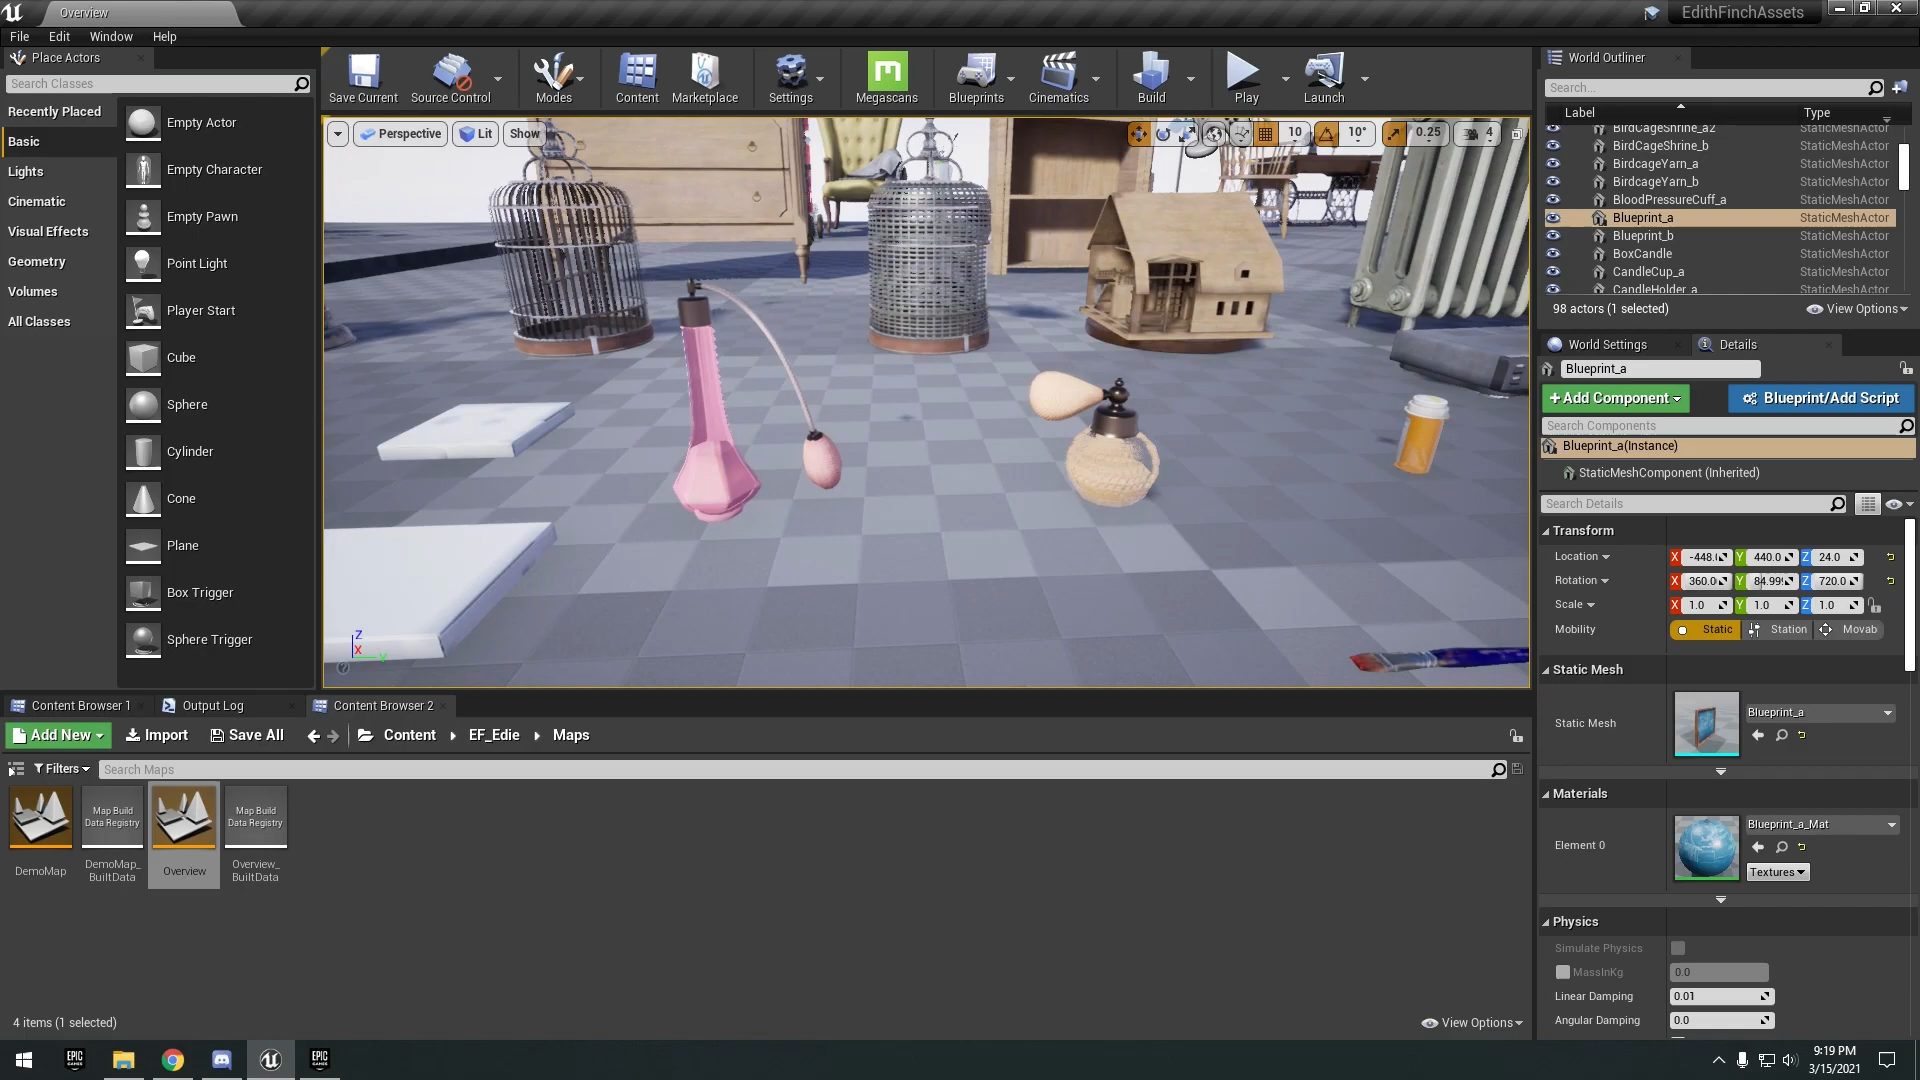 Overview
EdithFinchAssets
File Edit Window Help
Place Actors
Search Classes
Recently Placed
Basic
Lights
Cinematic
Visual Effects
Geometry
Volumes
All Classes
Empty Actor
Empty Character
Empty Pawn
Point Light
Player Start
Cube
Sphere
Cylinder
Cone
Plane
Box Trigger
Sphere Trigger
Save Current
Source Control
Modes
Content
Marketplace
Settings
Megascans
Blueprints
Cinematics
Build
Play
Launch
Perspective
Lit
Show
10
10°
0.25
4
Z
X
Y
World Outliner
Search...
Label Type
BirdCageShrine_a2 StaticMeshActor
BirdCageShrine_b StaticMeshActor
BirdcageYarn_a StaticMeshActor
BirdcageYarn_b StaticMeshActor
BloodPressureCuff_a StaticMeshActor
Blueprint_a StaticMeshActor
Blueprint_b StaticMeshActor
BoxCandle StaticMeshActor
CandleCup_a StaticMeshActor
CandleHolder_a StaticMeshActor
98 actors (1 selected) View Options
World Settings
Details
Blueprint_a
+Add Component
Blueprint/Add Script
Search Components
Blueprint_a(Instance)
StaticMeshComponent (Inherited)
Search Details
Transform
Location X -448.( Y 440.0 Z 24.0
Rotation X 360.0 Y 84.99 Z 720.0
Scale X 1.0 Y 1.0 Z 1.0
Mobility Static Station Movab
Static Mesh
Static Mesh
Blueprint_a
Materials
Element 0
Blueprint_a_Mat
Textures
Physics
Simulate Physics
MassInKg 0.0
Linear Damping 0.01
Angular Damping 0.0
Content Browser 1
Output Log
Content Browser 2
Add New
Import
Save All
Content
EF_Edie
Maps
Filters
Search Maps
DemoMap
Map Build
Data Registry
DemoMap_
BuiltData
Overview
Map Build
Data Registry
Overview_
BuiltData
4 items (1 selected)
View Options
EPIC
GAMES
EPIC
GAMES
9:19 PM
3/15/2021